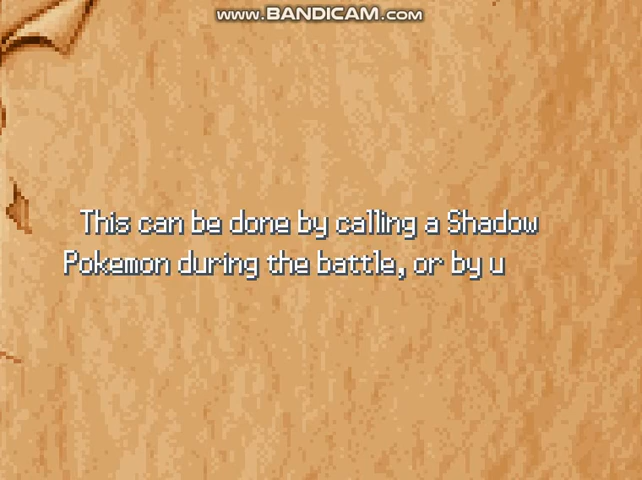 www.BANDICAM.com
This can be done by calling a Shadow
Pokemon during the battle, or by u